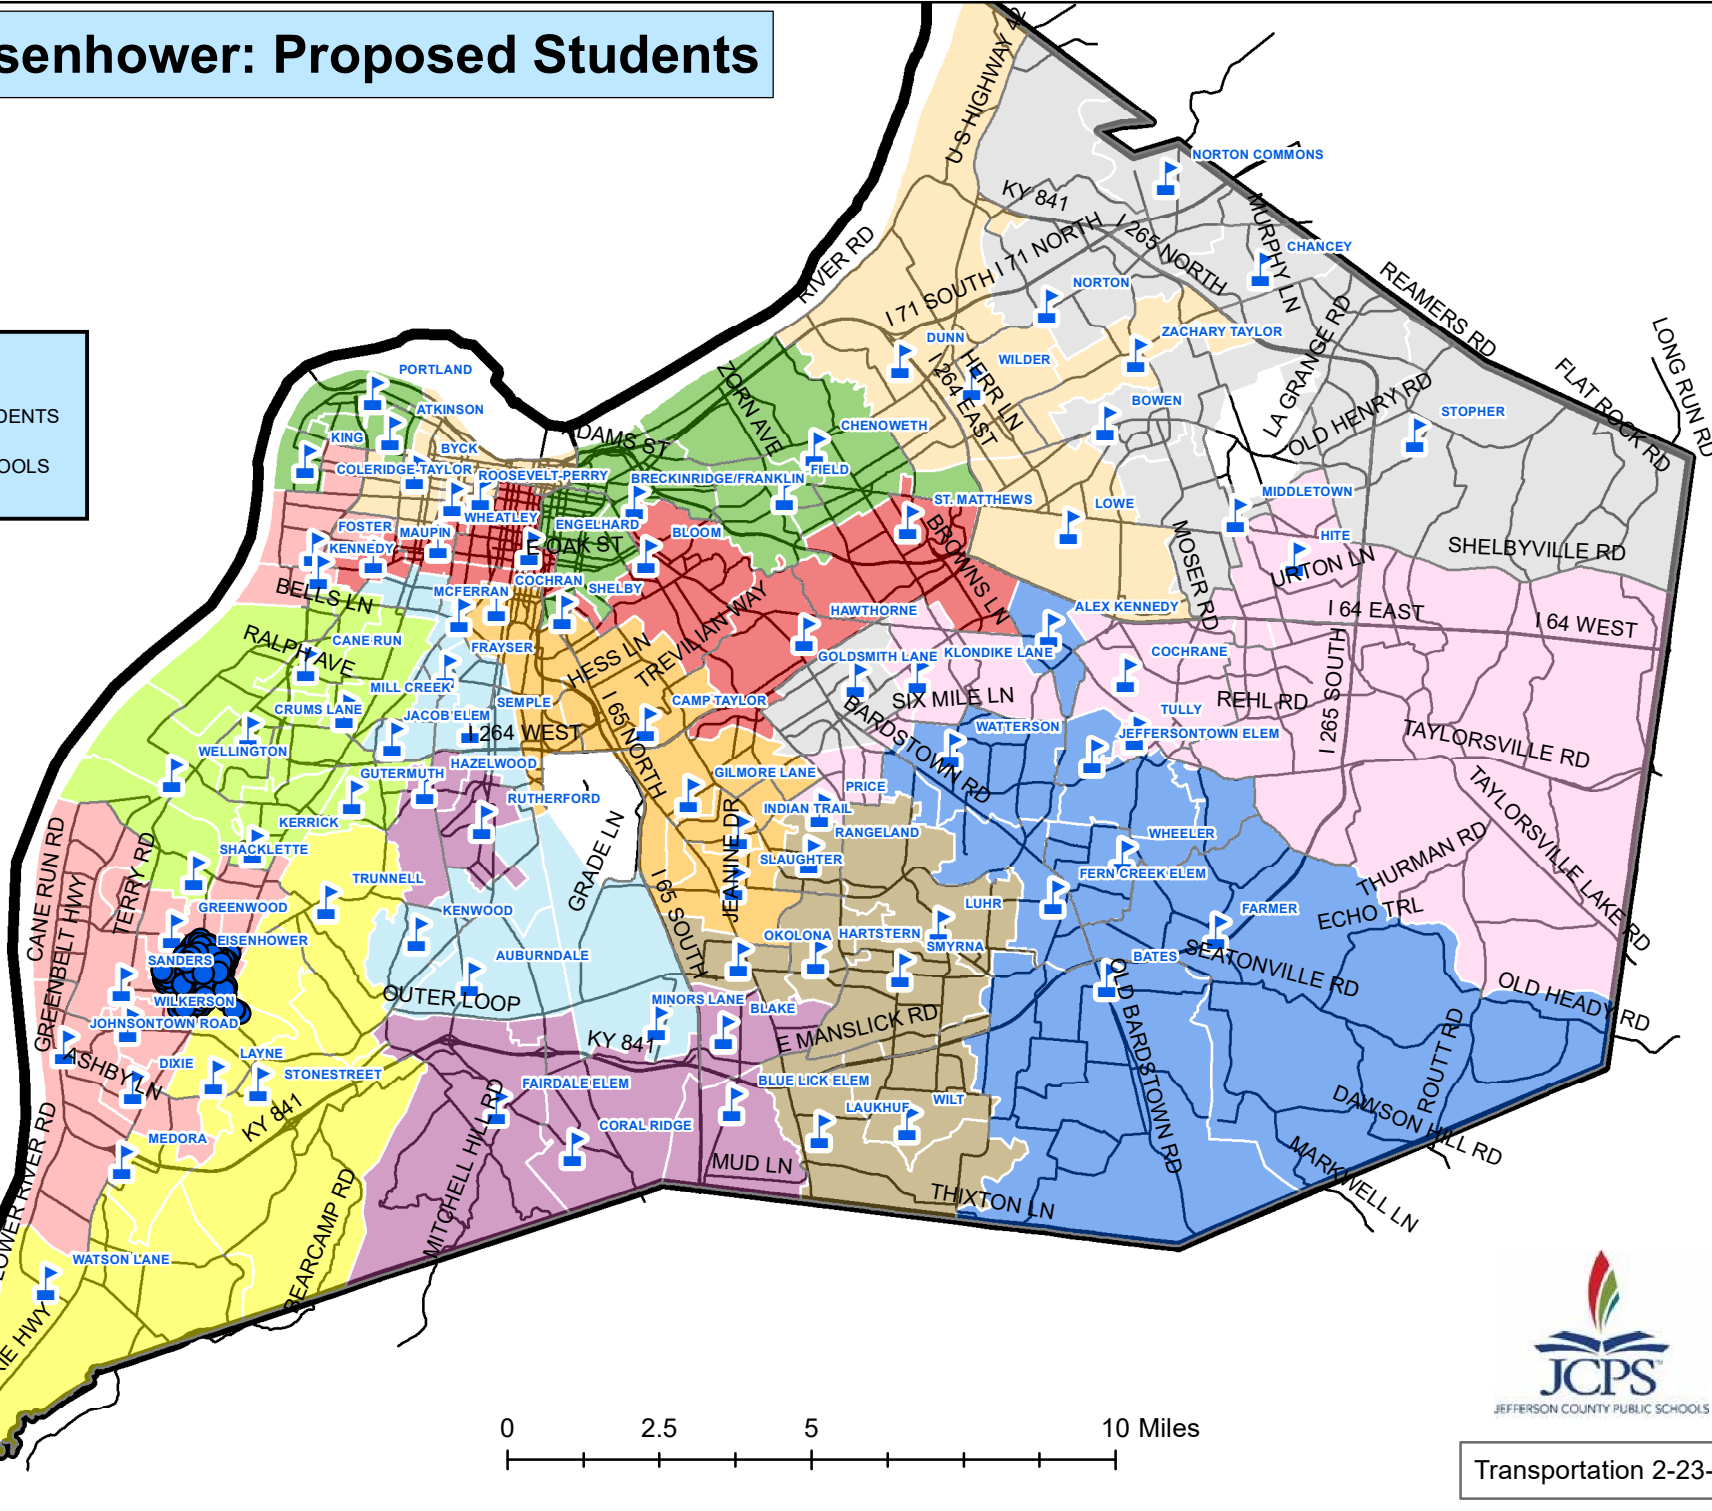 senhower: Proposed Students
DENTS
OOLS
U S HIGHWAY 42
NORTON COMMONS
KY 841
MURPHY LN
I 265 NORTH
I 71 NORTH
CHANCEY
RIVER RD
REAMERS RD
I 71 SOUTH
NORTON
LA GRANGE RD
LONG RUN RD
ZACHARY TAYLOR
DUNN
WILDER
HERR LN
I 264 EAST
FLAT ROCK RD
PORTLAND
ZORN AVE
OLD HENRY RD
BOWEN
STOPHER
ATKINSON
CHENOWETH
KING
DAMS ST
BYCK
COLERIDGE-TAYLOR
ROOSEVELT-PERRY
BRECKINRIDGE/FRANKLIN
FIELD
ST. MATTHEWS
LOWE
MIDDLETOWN
WHEATLEY
ENGELHARD
FOSTER
MAUPIN
BLOOM
BROWNS LN
MOSER RD
HITE
KENNEDY
E OAK ST
SHELBYVILLE RD
URTON LN
COCHRAN
SHELBY
BELLS LN
MCFERRAN
HAWTHORNE
ALEX KENNEDY
I 64 EAST
I 64 WEST
TREVILIAN WAY
RALPH AVE
CANE RUN
FRAYSER
HESS LN
GOLDSMITH LANE
KLONDIKE LANE
COCHRANE
I 265 SOUTH
MILL CREEK
SEMPLE
CAMP TAYLOR
SIX MILE LN
REHL RD
CRUMS LANE
JACOB ELEM
I 65 NORTH
BARDSTOWN RD
WATTERSON
TULLY
I 264 WEST
JEFFERSONTOWN ELEM
TAYLORSVILLE RD
WELLINGTON
HAZELWOOD
GUTERMUTH
GILMORE LANE
PRICE
RUTHERFORD
INDIAN TRAIL
TAYLORSVILLE LAKE RD
KERRICK
JEANINE DR
RANGELAND
WHEELER
CANE RUN RD
TERRY RD
SHACKLETTE
GRADE LN
SLAUGHTER
THURMAN RD
GREENBELT HWY
TRUNNELL
FERN CREEK ELEM
I 65 SOUTH
GREENWOOD
KENWOOD
LUHR
FARMER
ECHO TRL
EISENHOWER
OKOLONA
HARTSTERN
SMYRNA
SANDERS
AUBURNDALE
BATES
SEATONVILLE RD
OLD HEADY RD
OUTER LOOP
WILKERSON
MINORS LANE
BLAKE
OLD BARDSTOWN RD
JOHNSONTOWN ROAD
KY 841
E MANSLICK RD
ROUTT RD
ASHBY LN
DIXIE
LAYNE
STONESTREET
FAIRDALE ELEM
BLUE LICK ELEM
WILT
LAUKHUF
DAWSON HILL RD
MITCHELL HILL RD
KY 841
CORAL RIDGE
MEDORA
MUD LN
MARKWELL LN
LOWER RIVER RD
BEARCAMP RD
THIXTON LN
WATSON LANE
IE HWY
0 2.5 5 10 Miles
JCPS
JEFFERSON COUNTY PUBLIC SCHOOLS
Transportation 2-23-